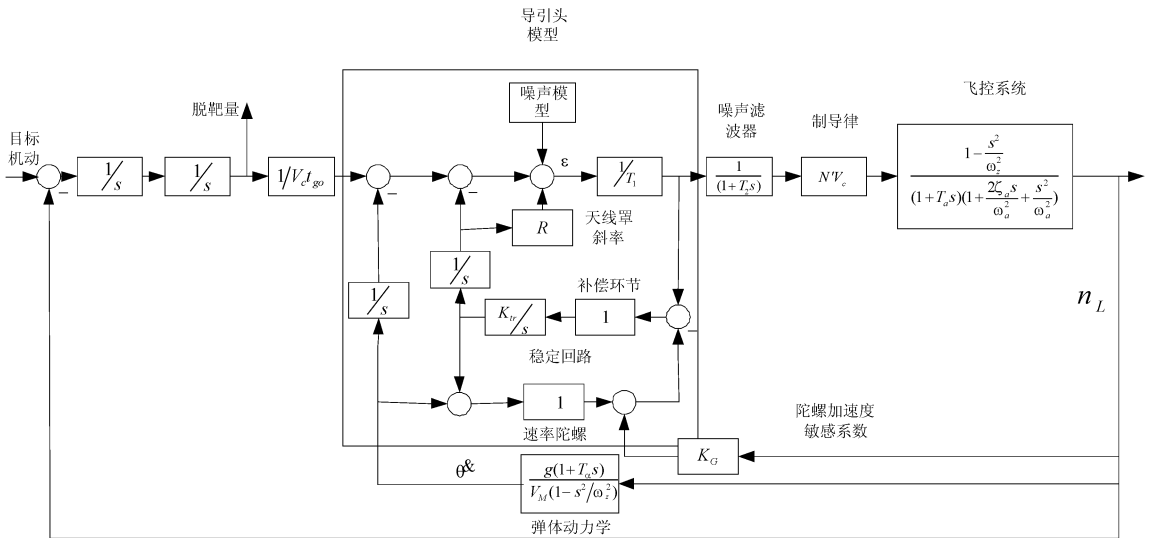 导引头
模型
飞控系统
脱靶量
噪声模
型
噪声滤
波器
制导律
目标
机动
ε
1/s
1/s
1/V_c t_go
1/T_1
1/(1+T_2s)
N'V_c
1-s²/ω_z²
(1+T_a s)(1+2ζ_a s/ω_a²+s²/ω_a²)
R
天线罩
斜率
1/s
1/s
补偿环节
K_tr/s
1
n_L
稳定回路
1
速率陀螺
陀螺加速度
敏感系数
K_G
θ&
g(1+T_α s)
V_M(1-s²/ω_z²)
弹体动力学